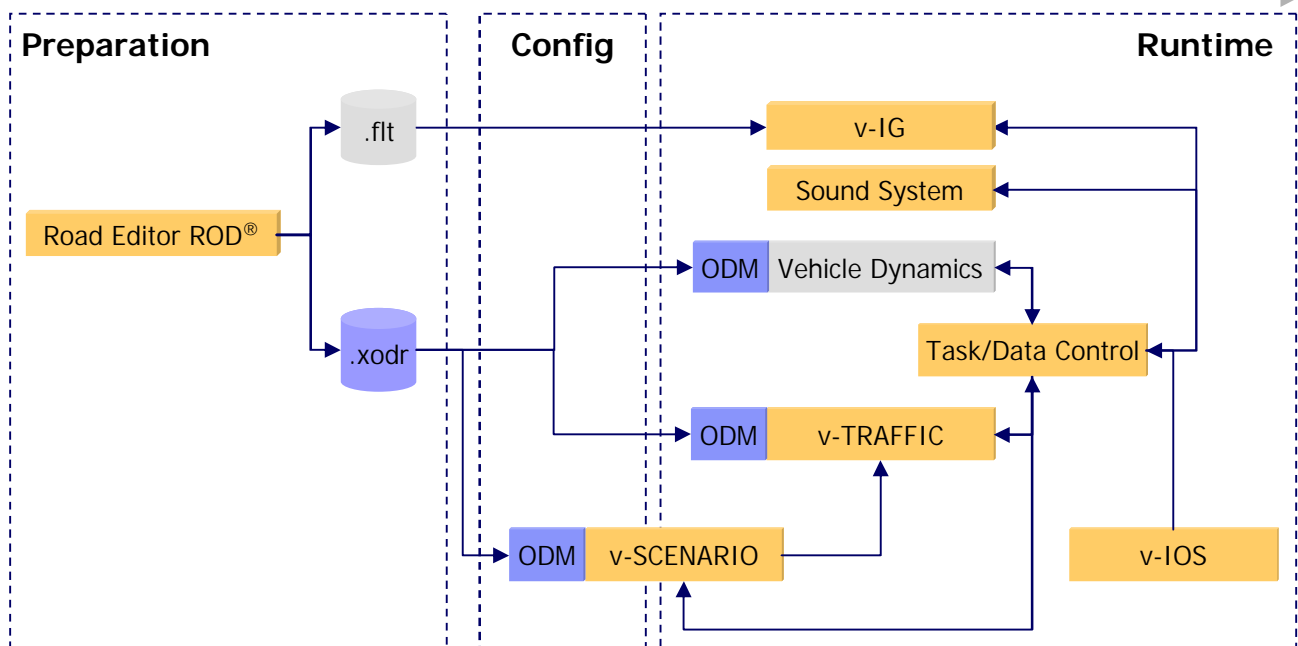 Preparation
Config
Runtime
.flt
v-IG
Sound System
Road Editor ROD®
ODM
Vehicle Dynamics
.xodr
Task/Data Control
ODM
v-TRAFFIC
ODM
v-SCENARIO
v-IOS